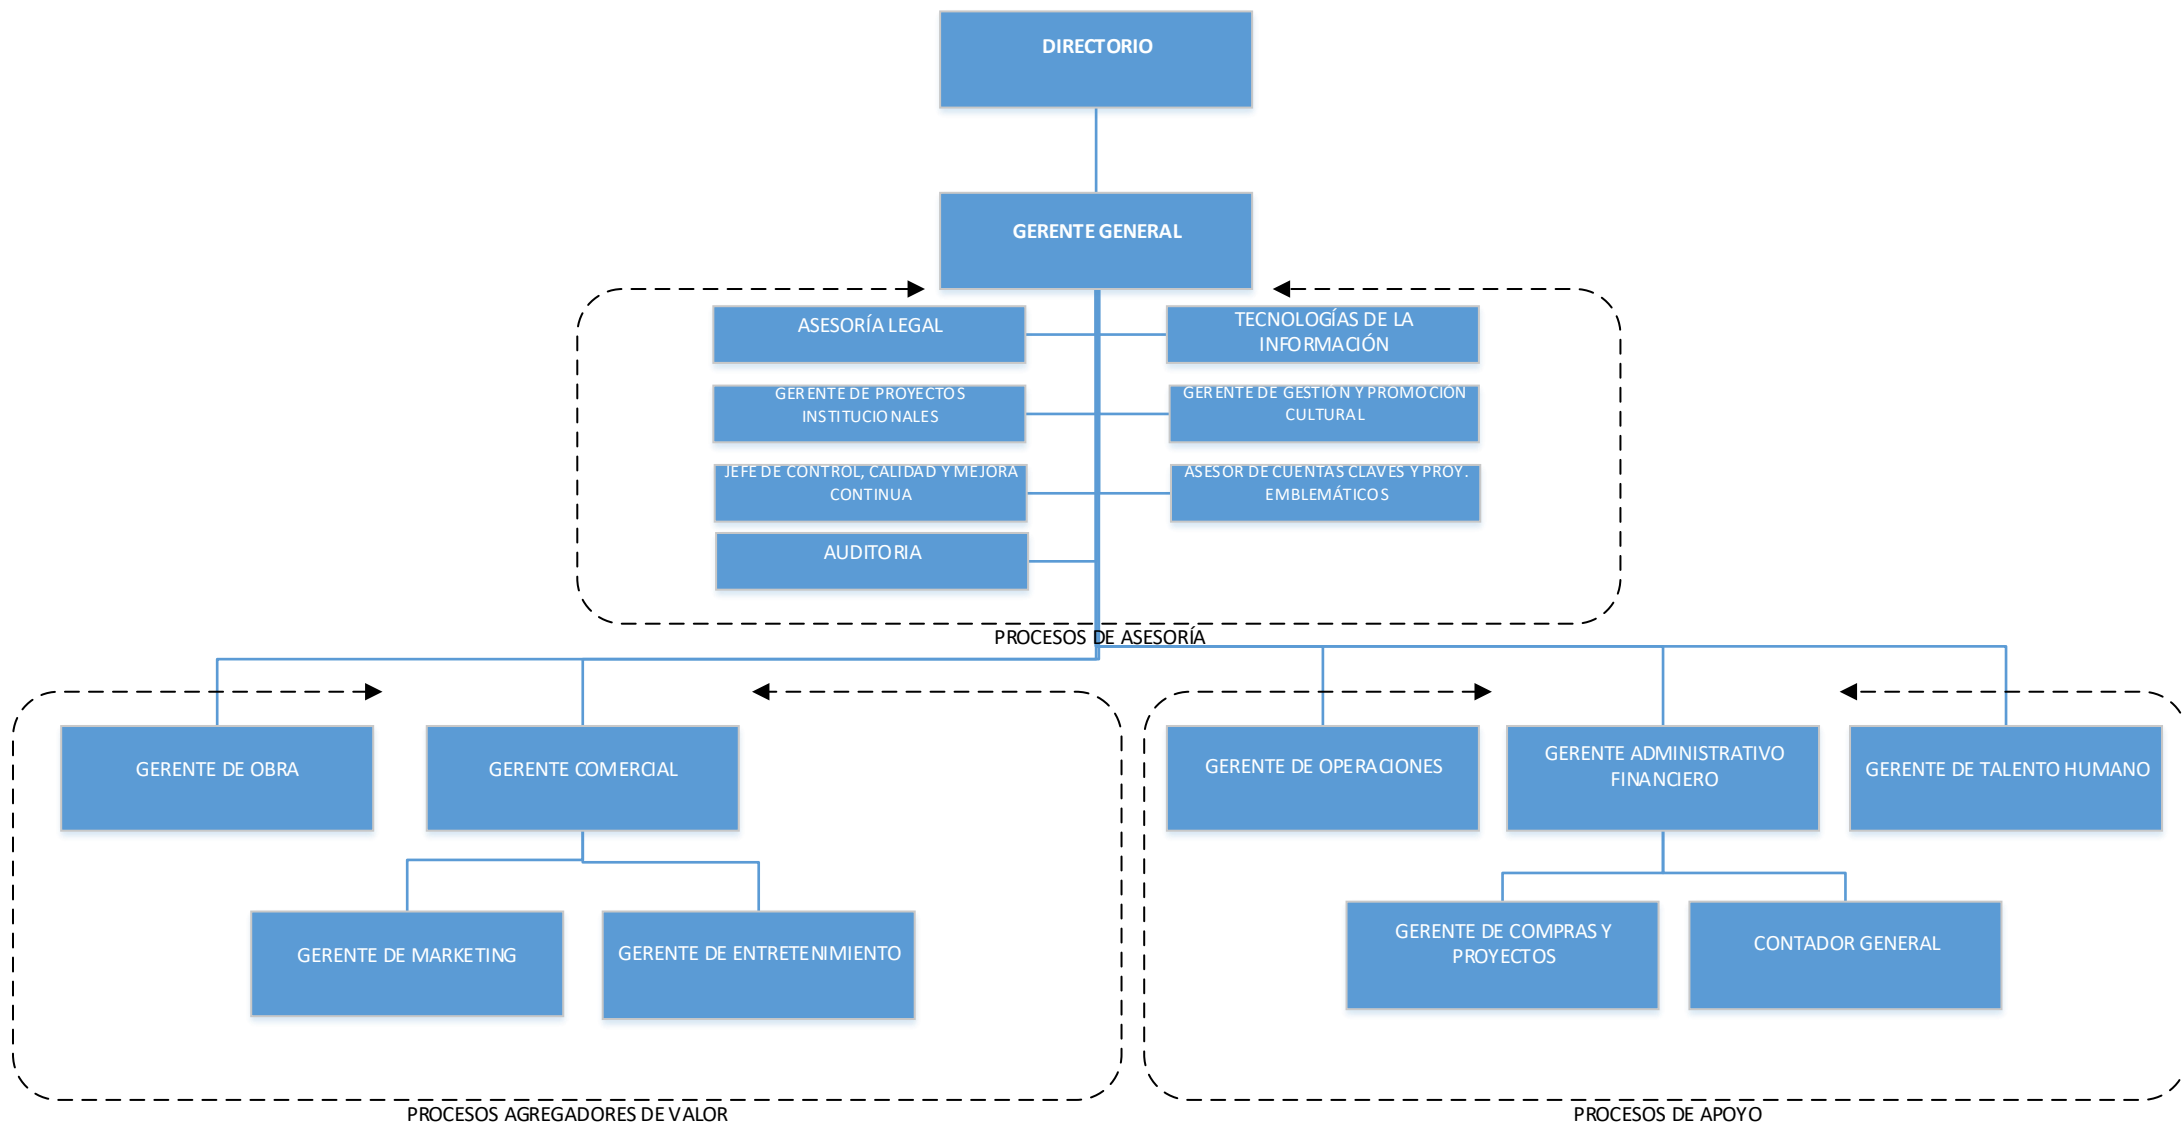 DIRECTORIO
GERENTE GENERAL
ASESORÍA LEGAL
TECNOLOGÍAS DE LA
INFORMACIÓN
GERENTE DE PROYECTOS
INSTITUCIONALES
GERENTE DE GESTIÓN Y PROMOCIÓN
CULTURAL
JEFE DE CONTROL, CALIDAD Y MEJORA
CONTINUA
ASESOR DE CUENTAS CLAVES Y PROY.
EMBLEMÁTICOS
AUDITORIA
PROCESOS DE ASESORÍA
GERENTE DE OBRA
GERENTE COMERCIAL
GERENTE DE MARKETING
GERENTE DE ENTRETENIMIENTO
PROCESOS AGREGADORES DE VALOR
GERENTE DE OPERACIONES
GERENTE ADMINISTRATIVO
FINANCIERO
GERENTE DE TALENTO HUMANO
GERENTE DE COMPRAS Y
PROYECTOS
CONTADOR GENERAL
PROCESOS DE APOYO